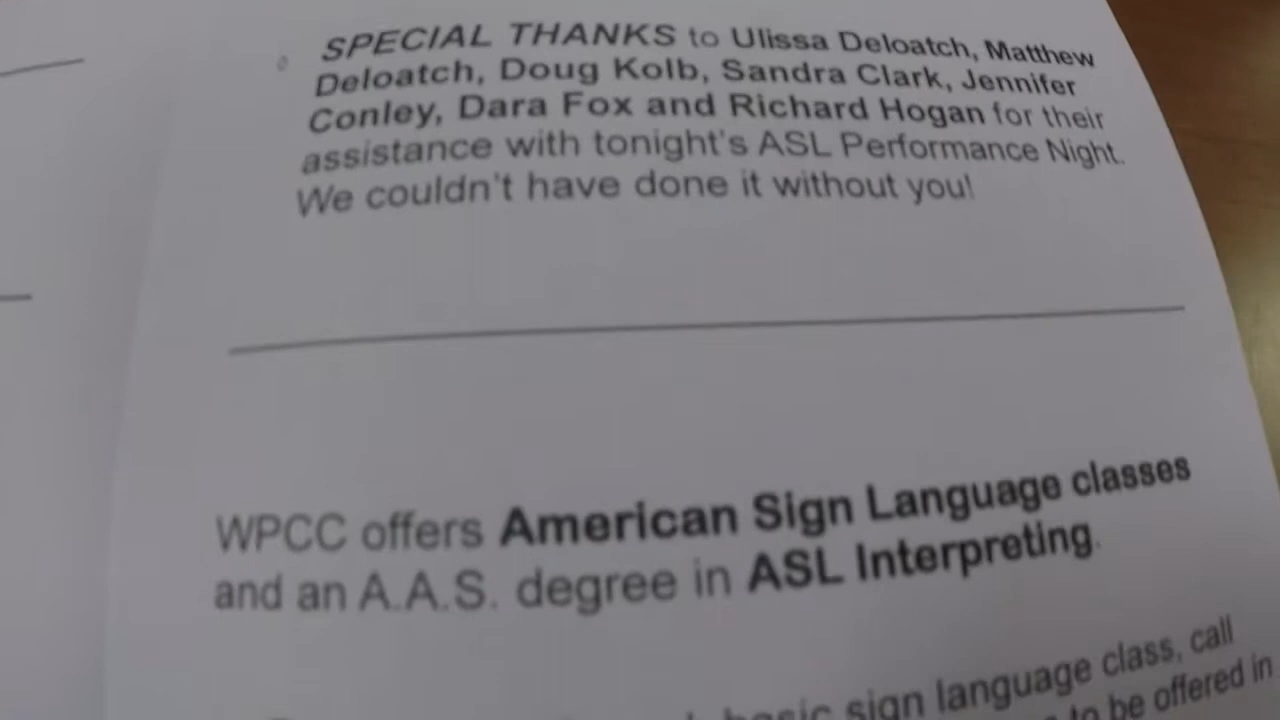 SPECIAL THANKS to Ulissa Deloatch, Matthew
Deloatch, Doug Kolb, Sandra Clark, Jennifer
Conley, Dara Fox and Richard Hogan for their
assistance with tonight's ASL Performance Night.
We couldn't have done it without you!
WPCC offers American Sign Language classes
and an A.A.S. degree in ASL Interpreting.
basic sign language class, call
to be offered in